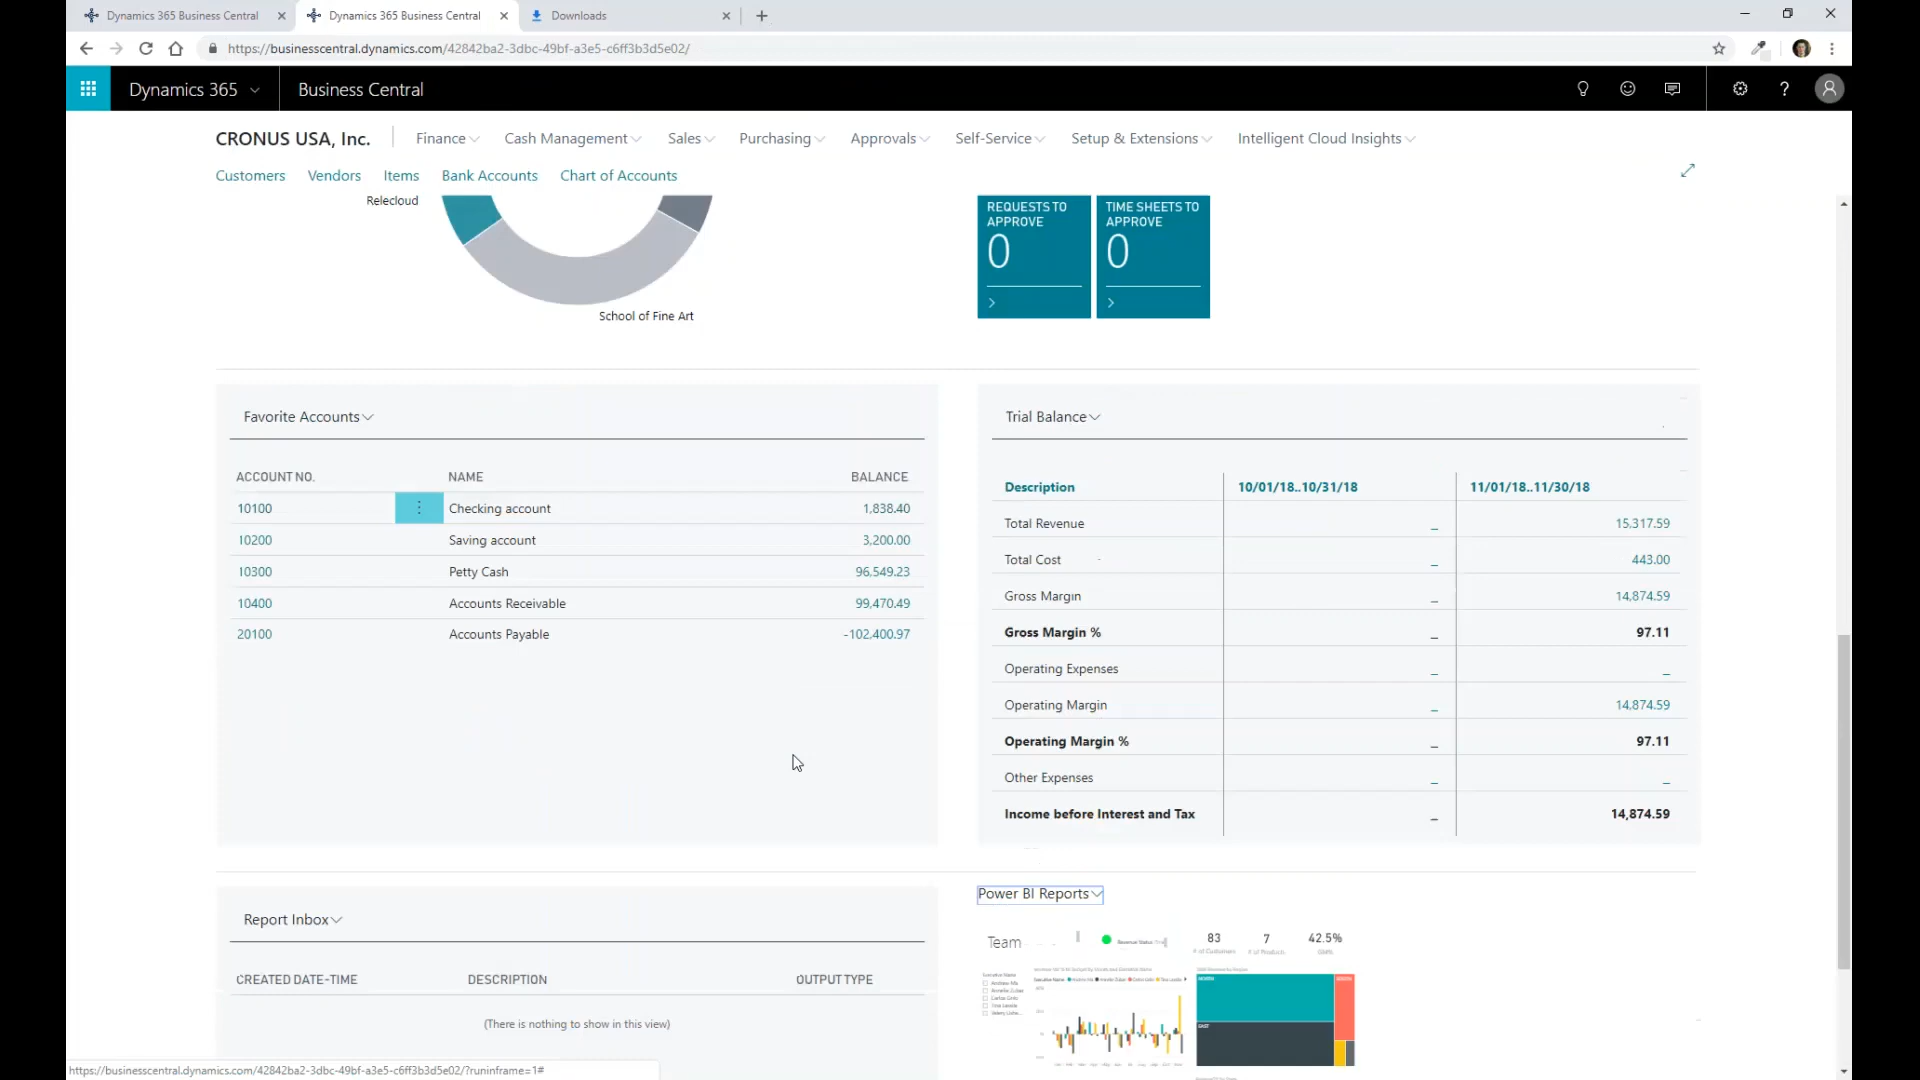 Dynamics 365 Business Central
Dynamics 365 Business Central
Downloads
https://businesscentral.dynamics.com/42842ba2-3dbc-49bf-a3e5-c6ff3b3d5e02/
Dynamics 365
Business Central
?
CRONUS USA, Inc.
Finance
Cash Management
Sales
Purchasing
Approvals
Self-Service
Setup & Extensions
Intelligent Cloud Insights
Customers
Vendors
Items
Bank Accounts
Chart of Accounts
Relecloud
School of Fine Art
REQUESTS TO
APPROVE
0
TIME SHEETS TO
APPROVE
0
Favorite Accounts
ACCOUNT NO. NAME BALANCE
10100 Checking account 1,838.40
10200 Saving account 3,200.00
10300 Petty Cash 96,549.23
10400 Accounts Receivable 99,470.49
20100 Accounts Payable -102,400.97
Trial Balance
Description 10/01/18..10/31/18 11/01/18..11/30/18
Total Revenue _ 15,317.59
Total Cost _ 443.00
Gross Margin _ 14,874.59
Gross Margin % _ 97.11
Operating Expenses _ _
Operating Margin _ 14,874.59
Operating Margin % _ 97.11
Other Expenses _ _
Income before Interest and Tax _ 14,874.59
Report Inbox
CREATED DATE-TIME DESCRIPTION OUTPUT TYPE
(There is nothing to show in this view)
Power BI Reports
Team
83 7 42.5%
# of Customers # of Products GM%
EAST
https://businesscentral.dynamics.com/42842ba2-3dbc-49bf-a3e5-c6ff3b3d5e02/?runinframe=1#